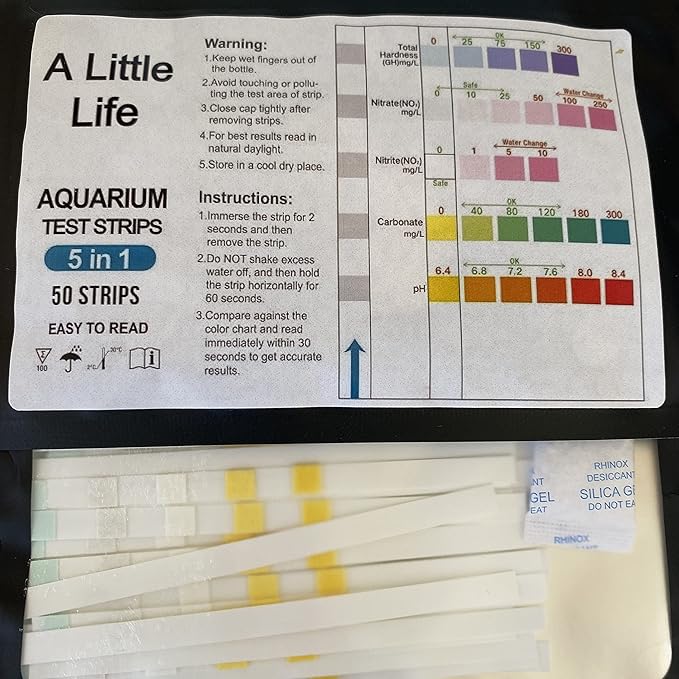 A Little
Life
AQUARIUM
TEST STRIPS
5 in 1
50 STRIPS
EASY TO READ
Σ
100
2°C
30°C
i
Warning:
1.Keep wet fingers out of
the bottle.
2.Avoid touching or pollu-
ting the test area of strip.
3.Close cap tightly after
removing strips.
4.For best results read in
natural daylight.
5.Store in a cool dry place.
Instructions:
1.Immerse the strip for 2
seconds and then
remove the strip.
2.Do NOT shake excess
water off, and then hold
the strip horizontally for
60 seconds.
3.Compare against the
color chart and read
immediately within 30
seconds to get accurate
results.
OK
Total
Hardness
(GH)mg/L
0 25 75 150 300
Safe
Water Change
Nitrate(NO₃)
mg/L
0 10 25 50 100 250
Water Change
Nitrite(NO₂)
mg/L
0 1 5 10
Safe
OK
Carbonate
mg/L
0 40 80 120 180 300
OK
pH
6.4 6.8 7.2 7.6 8.0 8.4
RHINOX
DESICCANT
GEL
SILICA GE
EAT
DO NOT EA
RHINOX